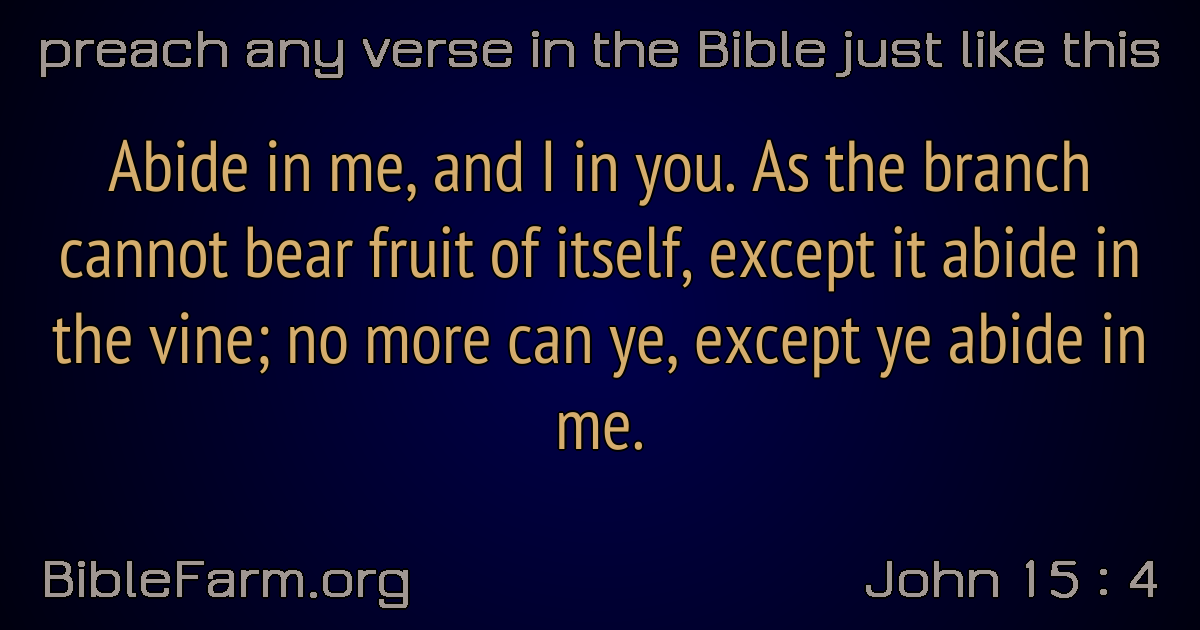 preach any verse in the Bible just like this
Abide in me, and I in you. As the branch
cannot bear fruit of itself, except it abide in
the vine; no more can ye, except ye abide in
me.
BibleFarm.org
John 15 : 4